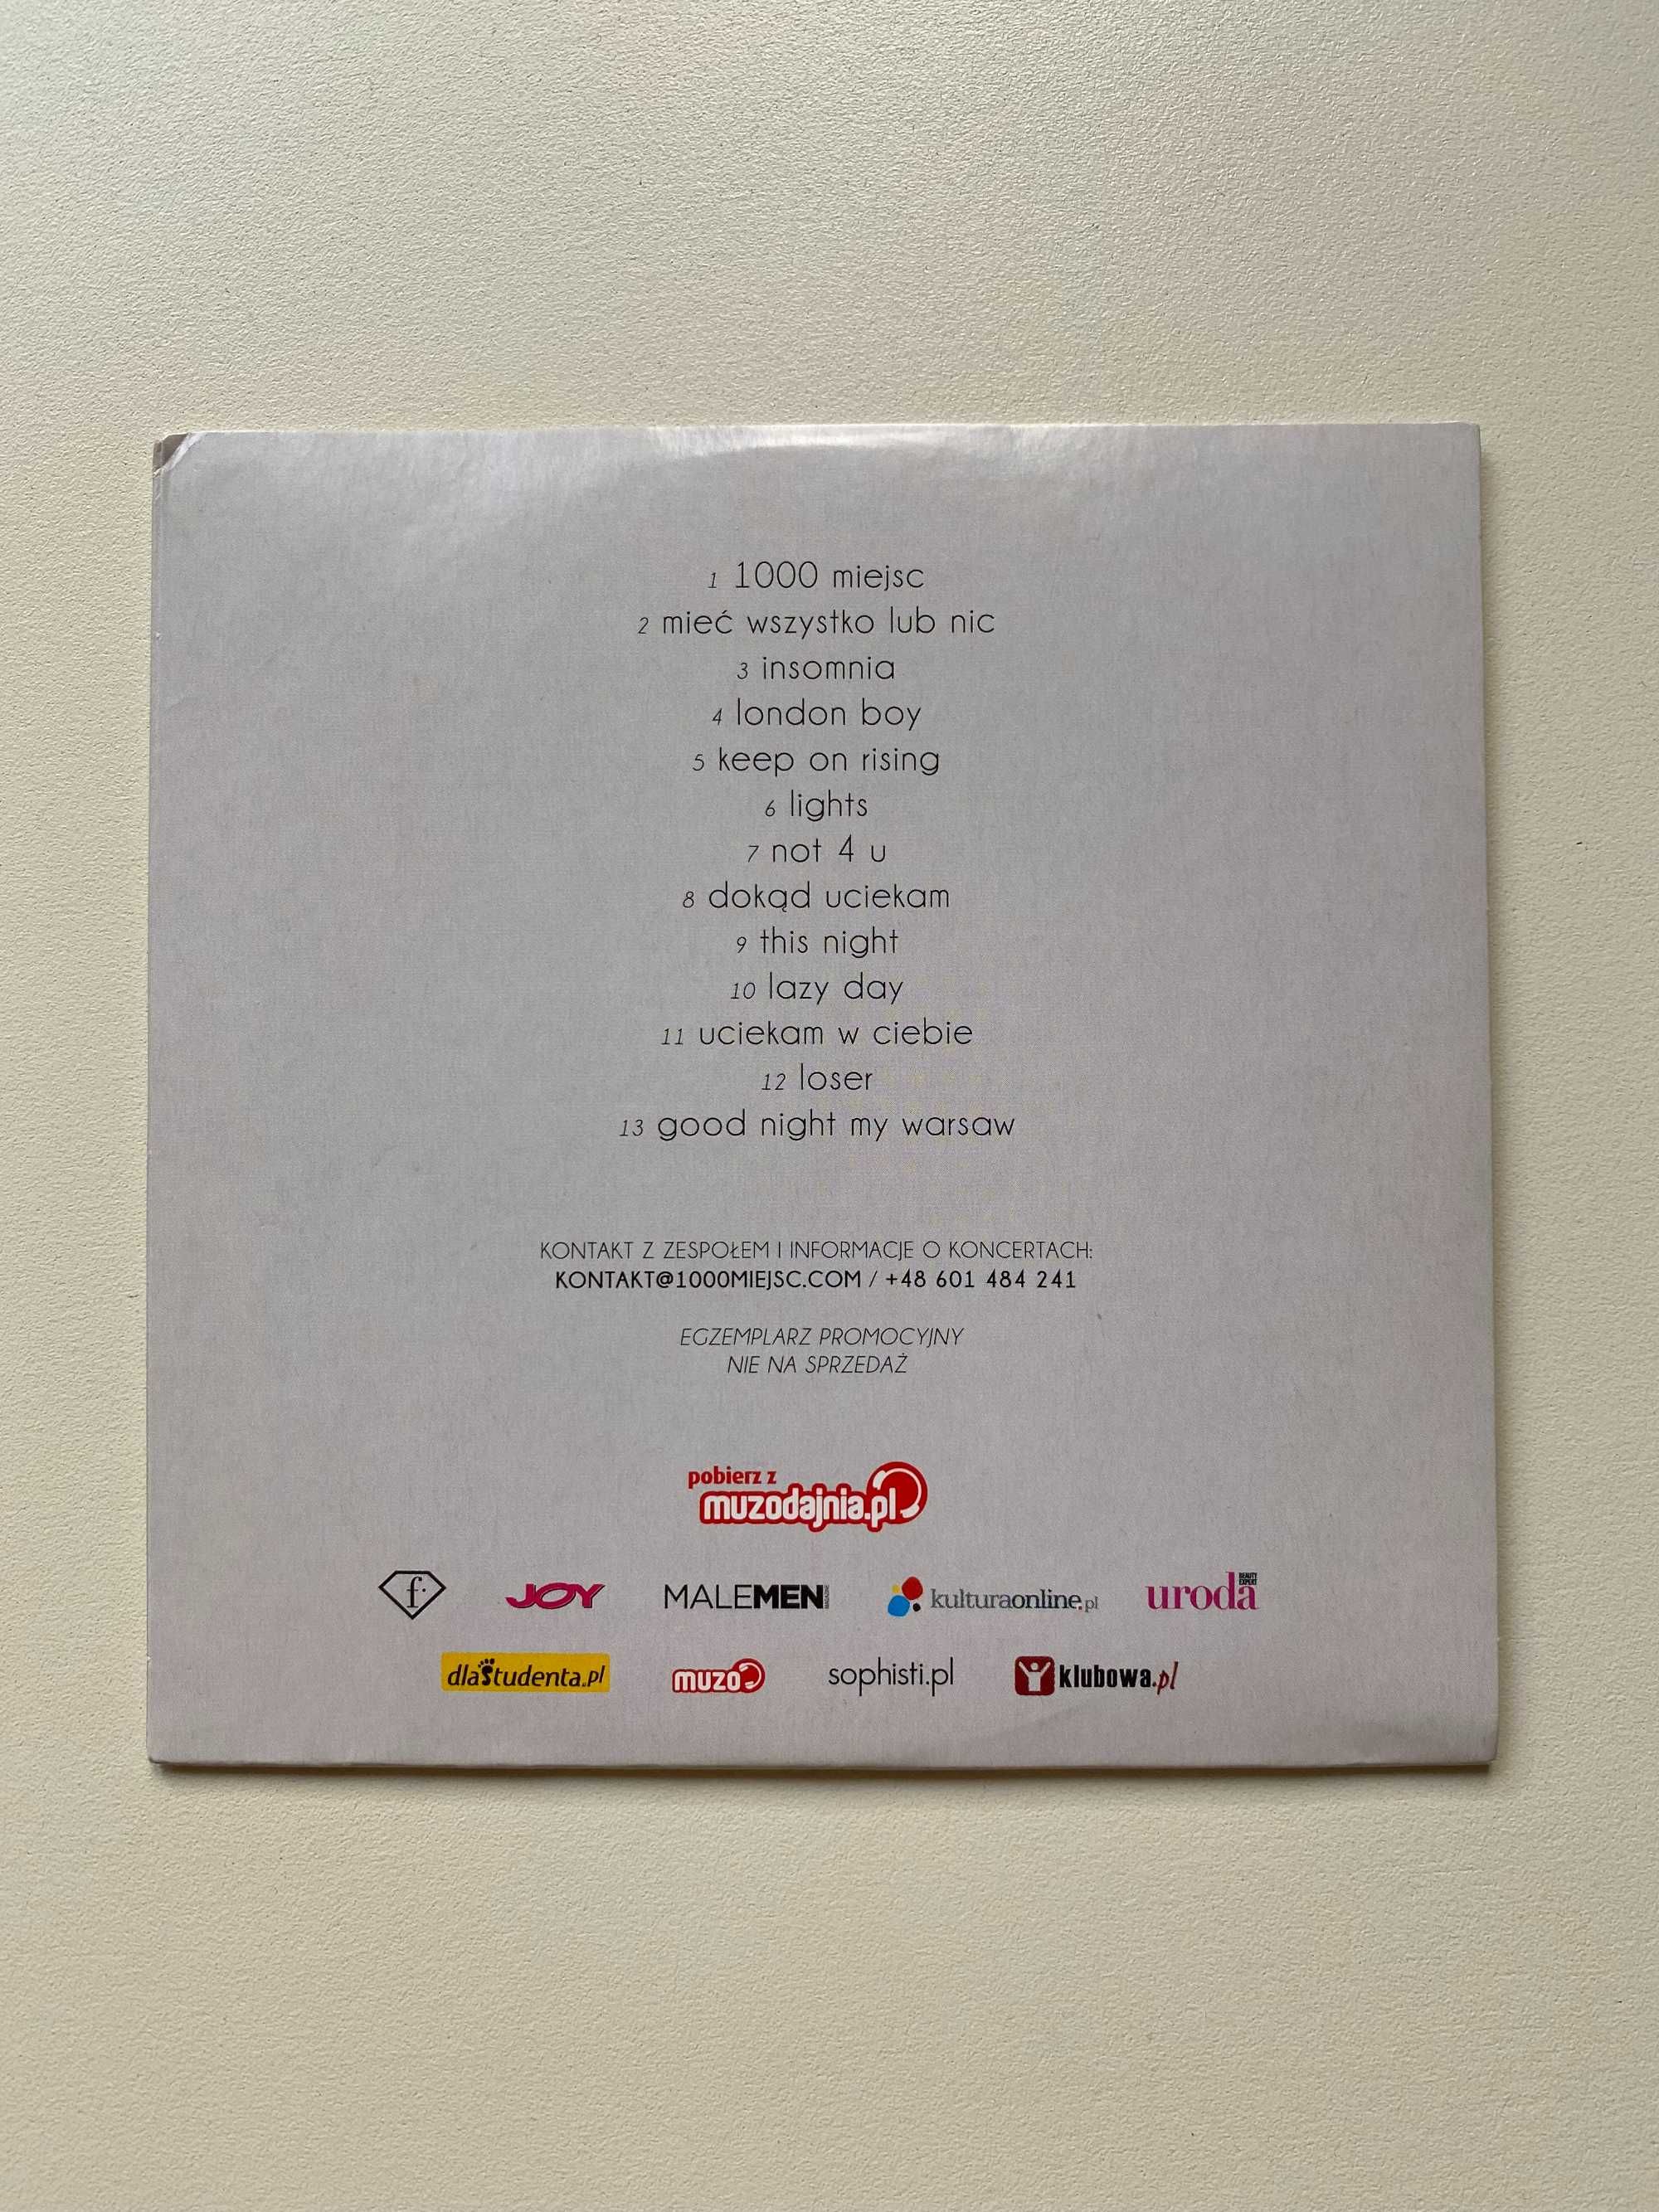 1 1000 miejsc
2 mieć wszystko lub nic
3 insomnia
4 london boy
5 keep on rising
6 lights
7 not 4 u
8 dokąd uciekam
9 this night
10 lazy day
11 uciekam w ciebie
12 loser
13 good night my warsaw
KONTAKT Z ZESPOŁEM I INFORMACJE O KONCERTACH:
KONTAKT@1000MIEJSC.COM / +48 601 484 241
EGZEMPLARZ PROMOCYJNY
NIE NA SPRZEDAŻ
pobierz z
muzodajnia.pl
f. JOY MALEMEN kulturaonline.pl uroda BEAUTY EXPERT
dlaStudenta.pl muzo sophisti.pl klubowa.pl